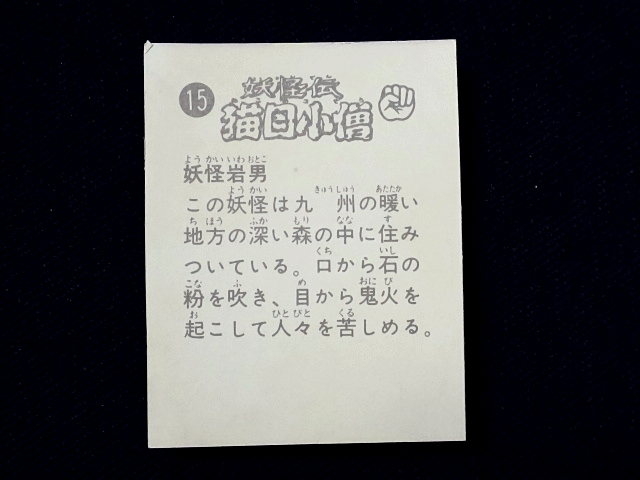 15
妖怪伝
猫目小僧
妖怪岩男
この妖怪は九州の暖い
地方の深い森の中に住み
ついている。口から石の
粉を吹き、目から鬼火を
起こして人々を苦しめる。